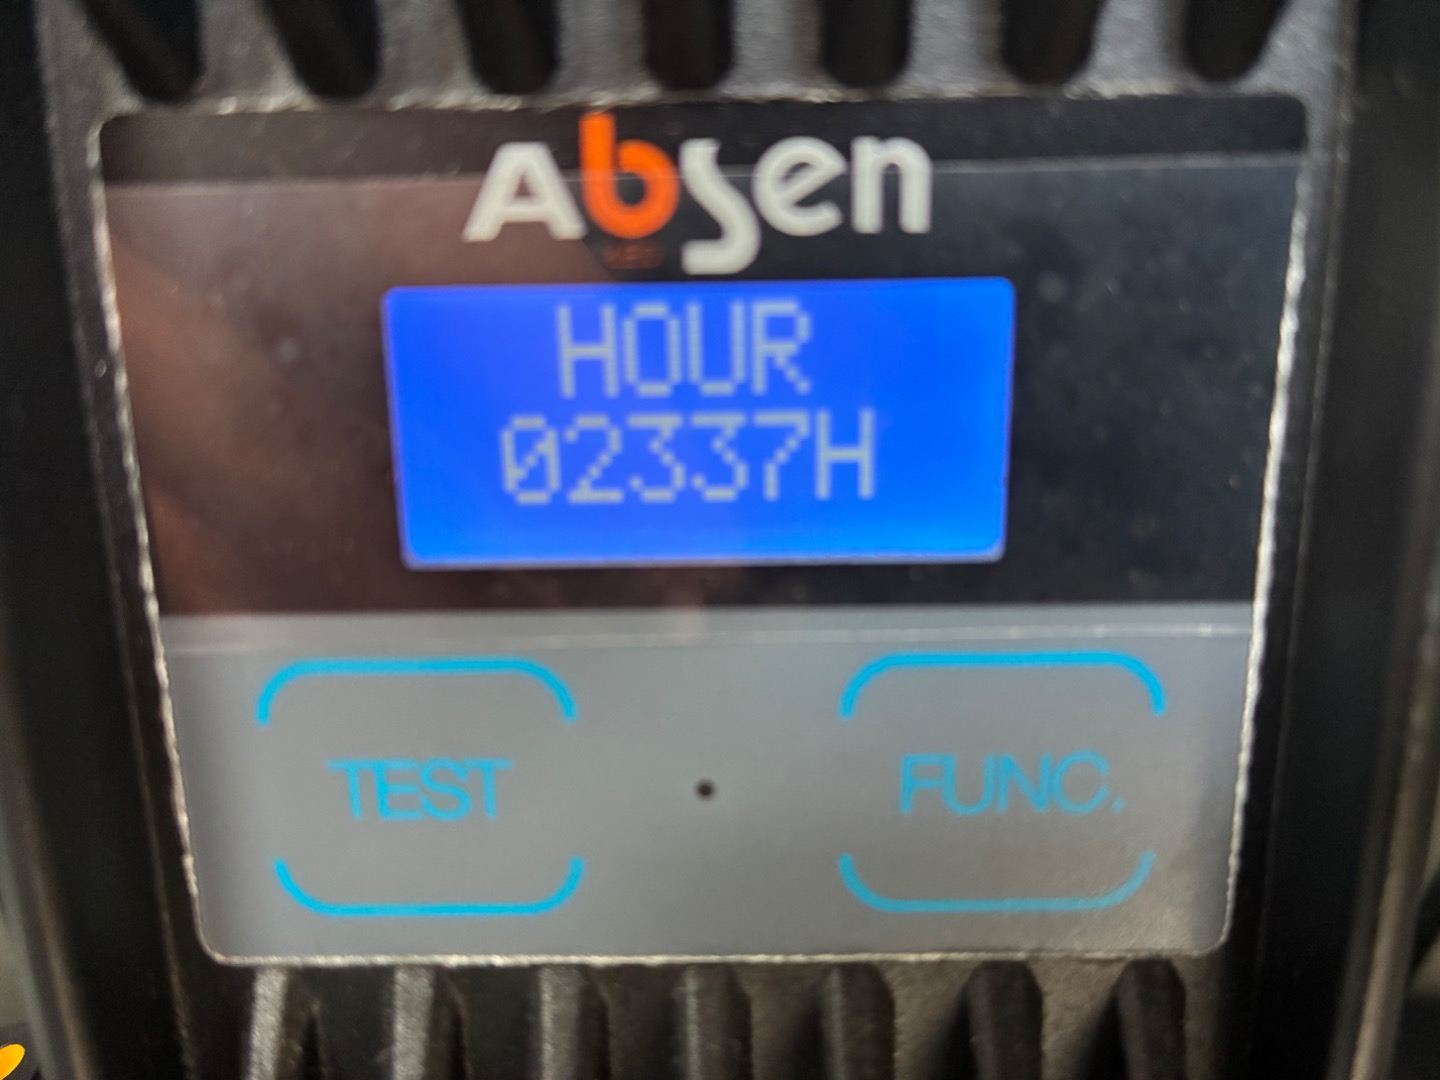 Absen
HOUR
02337H
TEST
FUNC.